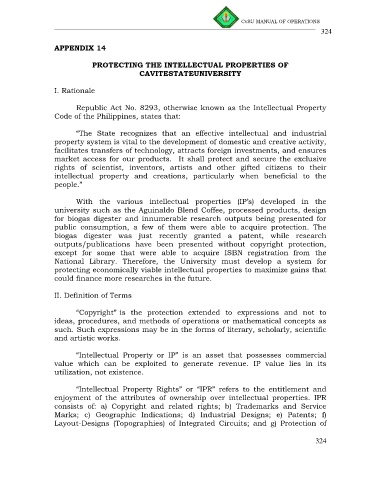 CvSU MANUAL OF OPERATIONS
324
APPENDIX 14
PROTECTING THE INTELLECTUAL PROPERTIES OF
CAVITESTATEUNIVERSITY
I. Rationale
Republic Act No. 8293, otherwise known as the Intellectual Property
Code of the Philippines, states that:
“The State recognizes that an effective intellectual and industrial
property system is vital to the development of domestic and creative activity,
facilitates transfers of technology, attracts foreign investments, and ensures
market access for our products. It shall protect and secure the exclusive
rights of scientist, inventors, artists and other gifted citizens to their
intellectual property and creations, particularly when beneficial to the
people.”
With the various intellectual properties (IP’s) developed in the
university such as the Aguinaldo Blend Coffee, processed products, design
for biogas digester and innumerable research outputs being presented for
public consumption, a few of them were able to acquire protection. The
biogas digester was just recently granted a patent, while research
outputs/publications have been presented without copyright protection,
except for some that were able to acquire ISBN registration from the
National Library. Therefore, the University must develop a system for
protecting economically viable intellectual properties to maximize gains that
could finance more researches in the future.
II. Definition of Terms
“Copyright” is the protection extended to expressions and not to
ideas, procedures, and methods of operations or mathematical concepts as
such. Such expressions may be in the forms of literary, scholarly, scientific
and artistic works.
“Intellectual Property or IP” is an asset that possesses commercial
value which can be exploited to generate revenue. IP value lies in its
utilization, not existence.
“Intellectual Property Rights” or “IPR” refers to the entitlement and
enjoyment of the attributes of ownership over intellectual properties. IPR
consists of: a) Copyright and related rights; b) Trademarks and Service
Marks; c) Geographic Indications; d) Industrial Designs; e) Patents; f)
Layout-Designs (Topographies) of Integrated Circuits; and g) Protection of
324